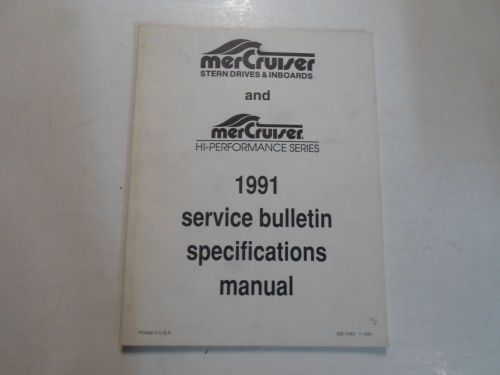 merCruiser
STERN DRIVES & INBOARDS
and
merCruiser
HI-PERFORMANCE SERIES
1991
service bulletin
specifications
manual
Printed in U.S.A.